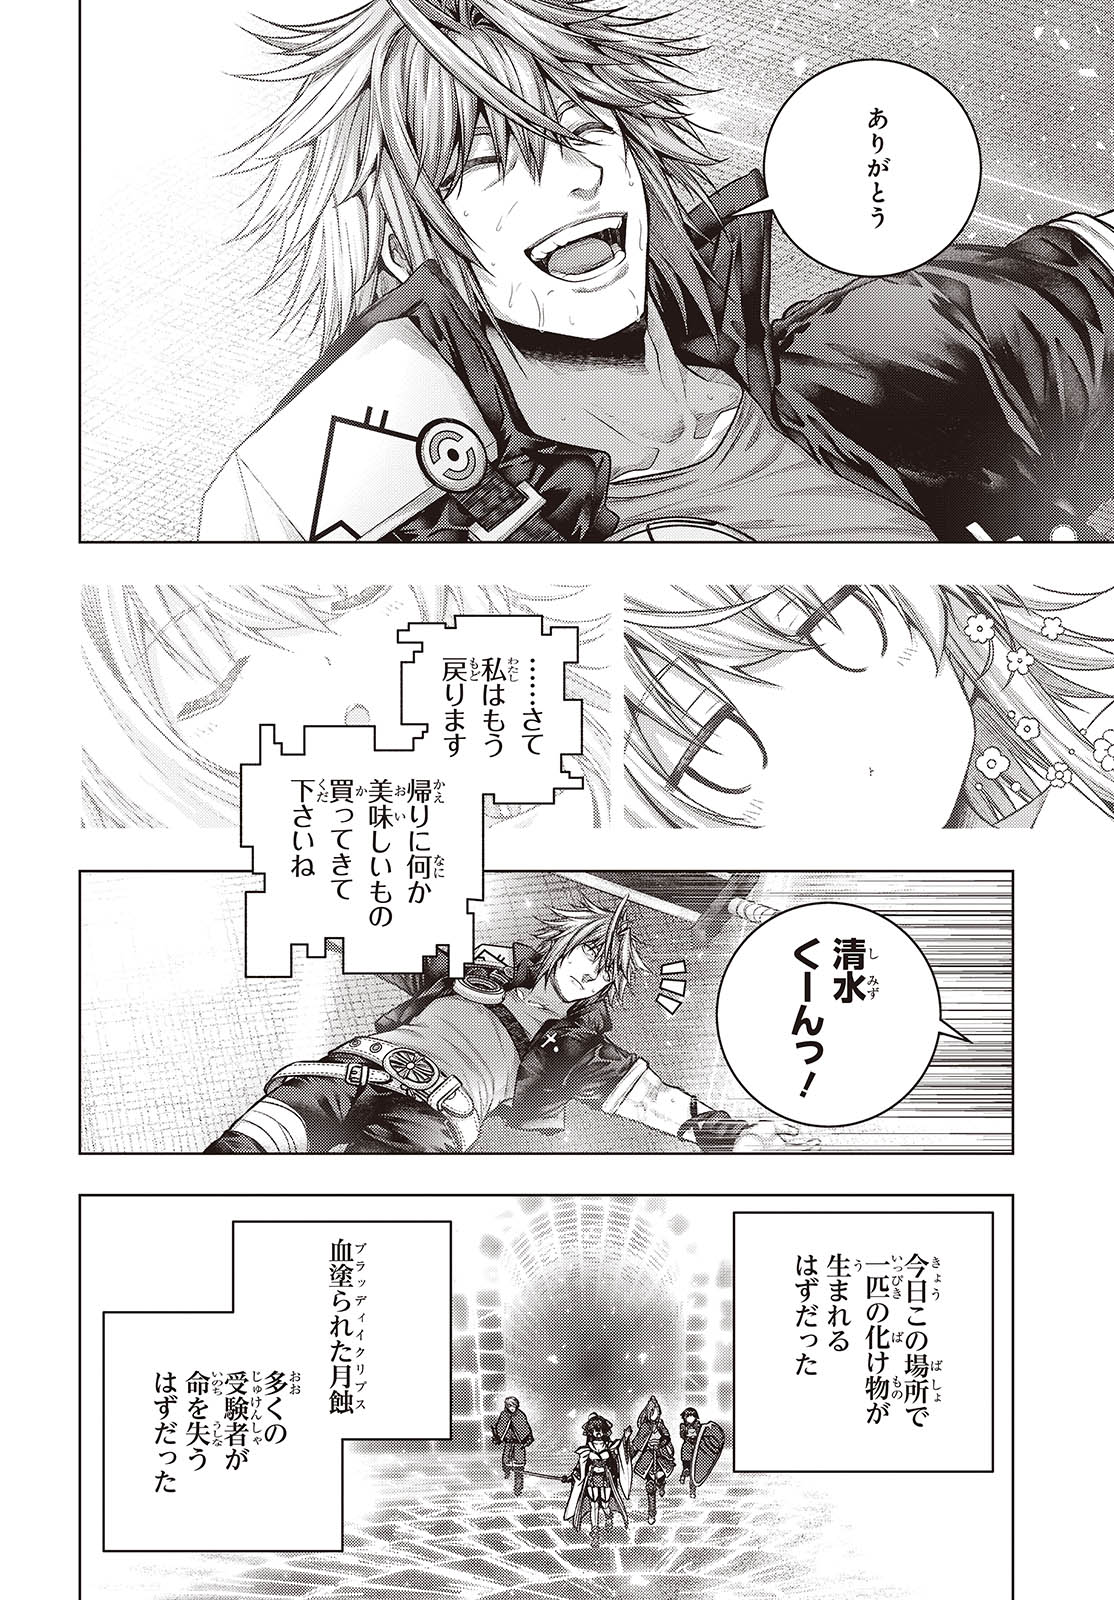 ありがとう
……さて
私はもう
戻ります
帰りに何か
美味しいもの
買ってきて
下さいね
清水
くーんっ！
今日この場所で
一匹の化け物が
生まれる
はずだった
血塗られた月蝕
多くの
受験者が
命を失う
はずだった